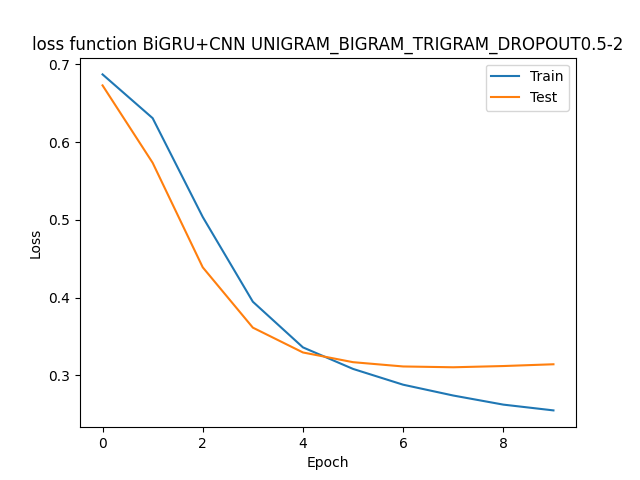 loss function BiGRU+CNN UNIGRAM_BIGRAM_TRIGRAM_DROPOUT0.5-2
Train
Test
0.7
0.6
0.5
0.4
0.3
Loss
0 2 4 6 8
Epoch